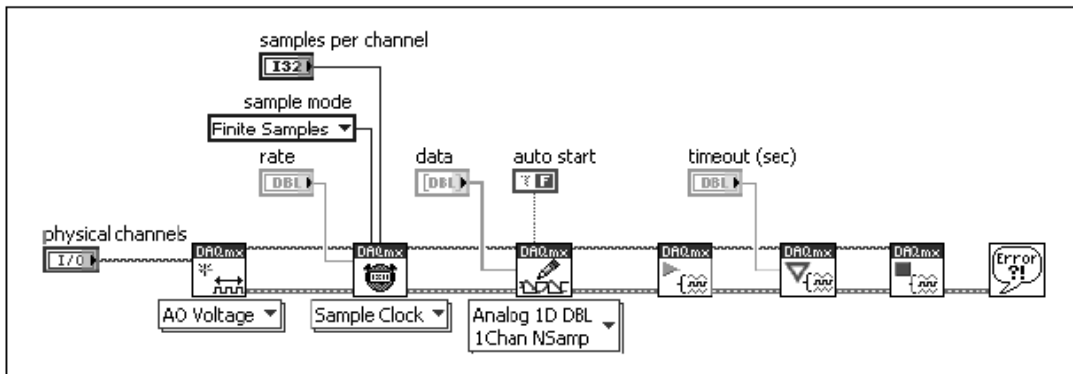 samples per channel
I32
sample mode
Finite Samples
rate
DBL
data
[DBL]
auto start
F
timeout (sec)
DBL
physical channels
I/O
DAQmx
DAQmx
DAQmx
DAQmx
DAQmx
DAQmx
Error
?!
AO Voltage
Sample Clock
Analog 1D DBL
1Chan NSamp